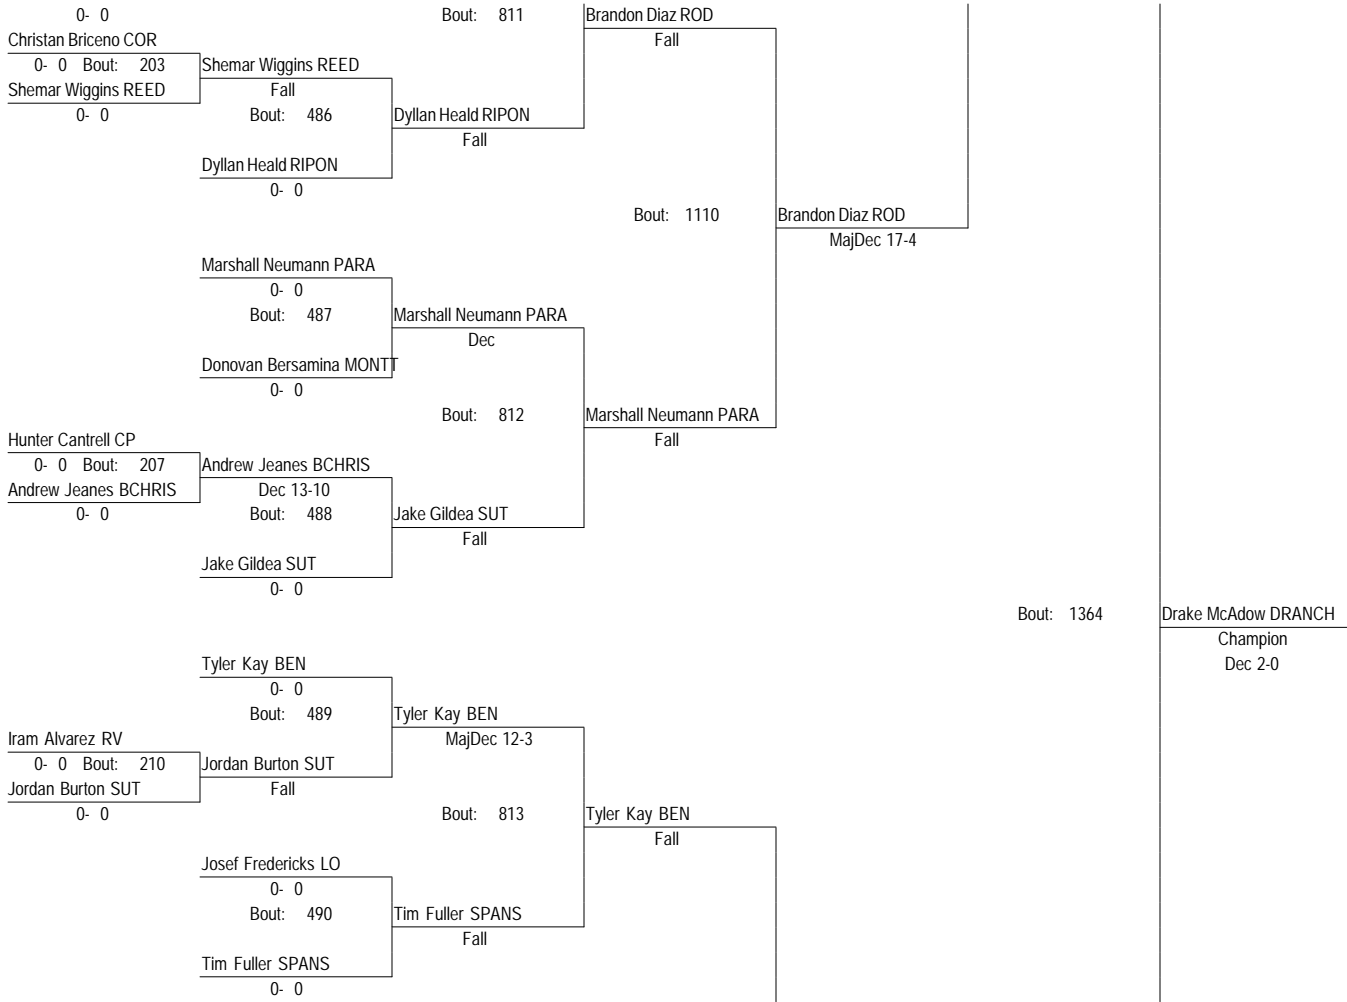 0- 0 Bout: 811 Brandon Diaz ROD
Christan Briceno COR Fall
0- 0 Bout: 203 Shemar Wiggins REED
Shemar Wiggins REED Fall
0- 0 Bout: 486 Dyllan Heald RIPON
Fall
Dyllan Heald RIPON
0- 0
Bout: 1110 Brandon Diaz ROD
MajDec 17-4
Marshall Neumann PARA
0- 0
Bout: 487 Marshall Neumann PARA
Dec
Donovan Bersamina MONTT
0- 0
Bout: 812 Marshall Neumann PARA
Hunter Cantrell CP Fall
0- 0 Bout: 207 Andrew Jeanes BCHRIS
Andrew Jeanes BCHRIS Dec 13-10
0- 0 Bout: 488 Jake Gildea SUT
Fall
Jake Gildea SUT
0- 0
Bout: 1364 Drake McAdow DRANCH
Champion
Tyler Kay BEN Dec 2-0
0- 0
Bout: 489 Tyler Kay BEN
Iram Alvarez RV MajDec 12-3
0- 0 Bout: 210 Jordan Burton SUT
Jordan Burton SUT Fall
0- 0 Bout: 813 Tyler Kay BEN
Fall
Josef Fredericks LO
0- 0
Bout: 490 Tim Fuller SPANS
Fall
Tim Fuller SPANS
0- 0